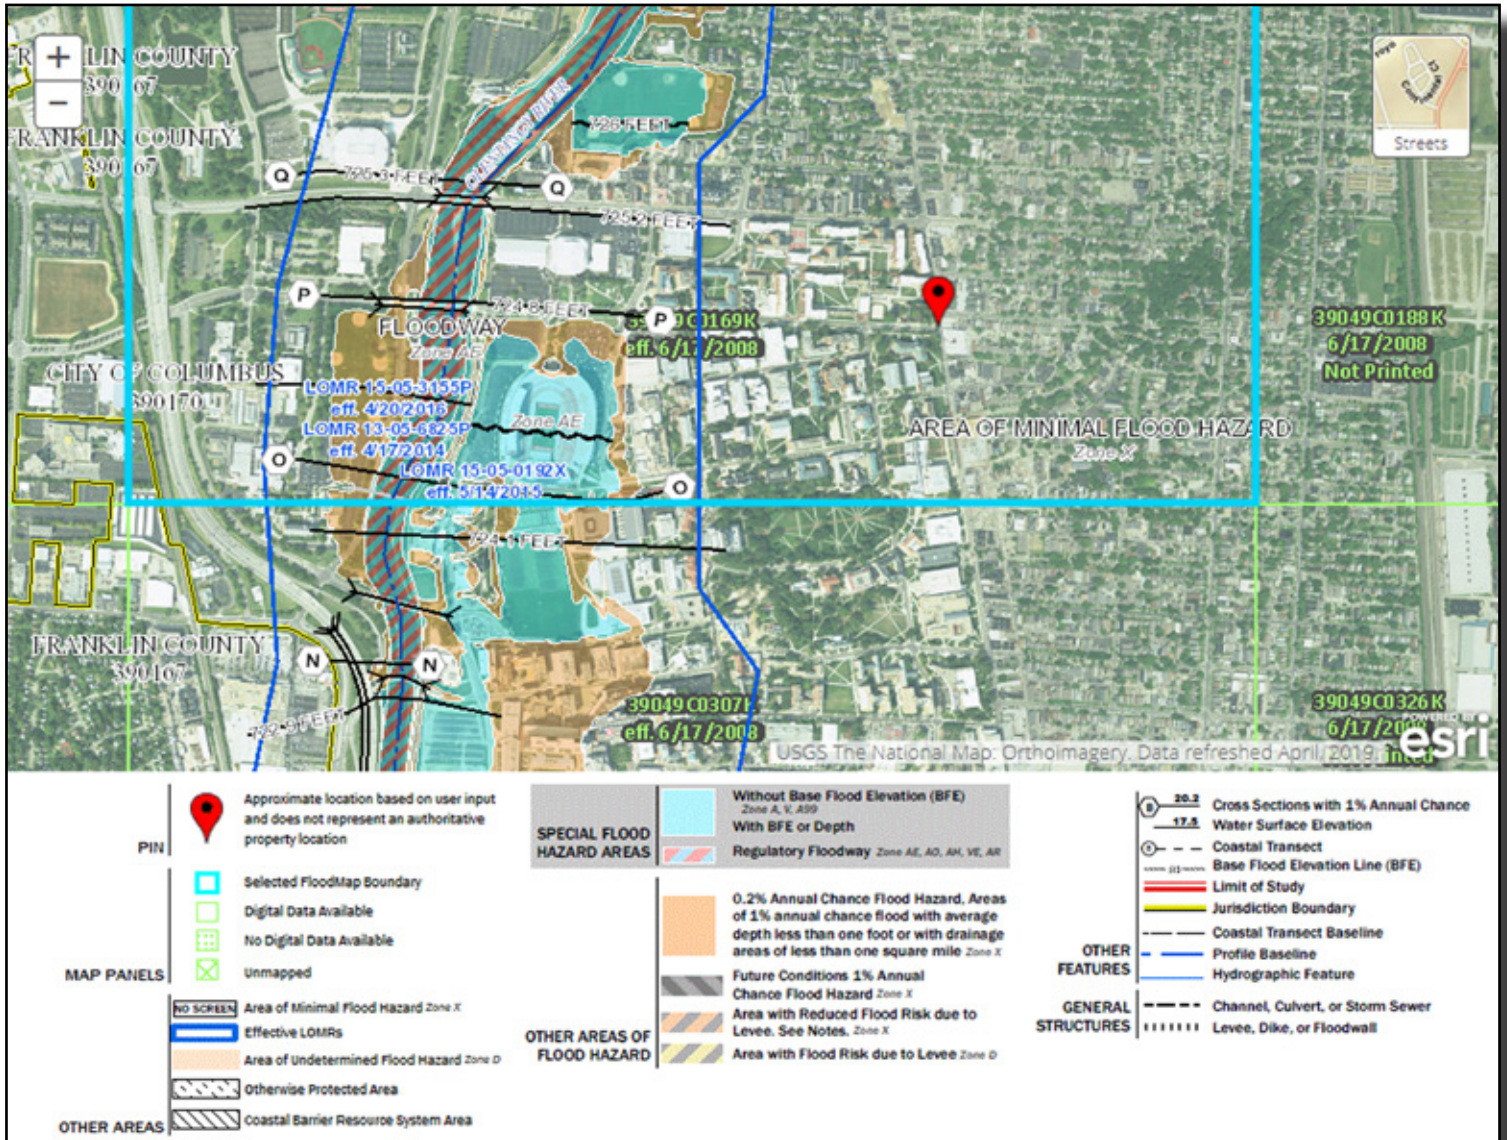 +
−
FRANKLIN COUNTY
390167
FRANKLIN COUNTY
390167
OLENTANGY RIVER
726 FEET
Streets
Q
725.3 FEET
Q
725.2 FEET
P
724.8 FEET
P
FLOODWAY
Zone AE
39049C0169K
eff. 6/17/2008
39049C0188K
6/17/2008
Not Printed
CITY OF COLUMBUS
390170
LOMR 15-05-3155P
eff. 4/20/2016
LOMR 13-05-6825P
eff. 4/17/2014
Zone AE
AREA OF MINIMAL FLOOD HAZARD
Zone X
O
LOMR 15-05-0192X
eff. 5/14/2015
O
724.1 FEET
FRANKLIN COUNTY
390167
N
N
39049C0307K
eff. 6/17/2008
39049C0326K
6/17/2008
POWERED BY
esri
USGS The National Map: Orthoimagery. Data refreshed April, 2019.
PIN
Approximate location based on user input
and does not represent an authoritative
property location
MAP PANELS
Selected FloodMap Boundary
Digital Data Available
No Digital Data Available
Unmapped
OTHER AREAS
NO SCREEN Area of Minimal Flood Hazard Zone X
Effective LOMRs
Area of Undetermined Flood Hazard Zone D
Otherwise Protected Area
Coastal Barrier Resource System Area
SPECIAL FLOOD
HAZARD AREAS
Without Base Flood Elevation (BFE)
Zone A, V, A99
With BFE or Depth
Regulatory Floodway Zone AE, AO, AH, VE, AR
OTHER AREAS OF
FLOOD HAZARD
0.2% Annual Chance Flood Hazard, Areas
of 1% annual chance flood with average
depth less than one foot or with drainage
areas of less than one square mile Zone X
Future Conditions 1% Annual
Chance Flood Hazard Zone X
Area with Reduced Flood Risk due to
Levee. See Notes. Zone X
Area with Flood Risk due to Levee Zone D
OTHER
FEATURES
20.2 Cross Sections with 1% Annual Chance
17.5 Water Surface Elevation
Coastal Transect
Base Flood Elevation Line (BFE)
Limit of Study
Jurisdiction Boundary
Coastal Transect Baseline
Profile Baseline
Hydrographic Feature
GENERAL
STRUCTURES
Channel, Culvert, or Storm Sewer
Levee, Dike, or Floodwall